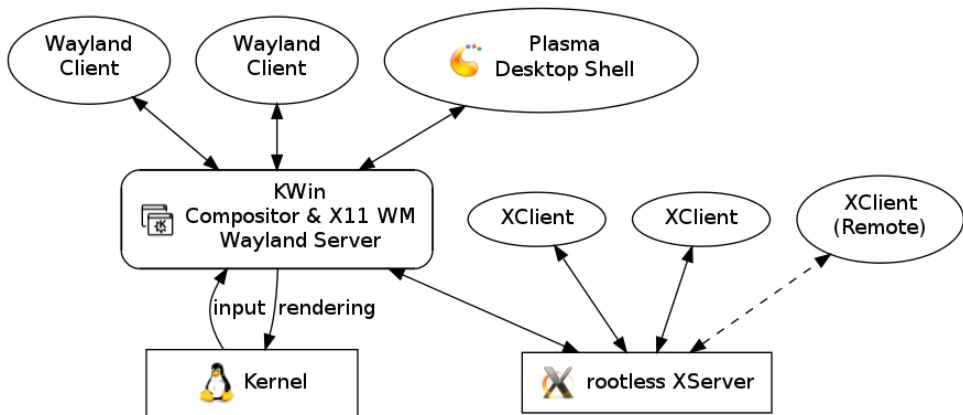 Wayland
Client
Wayland
Client
Plasma
Desktop Shell
KWin
Compositor & X11 WM
Wayland Server
XClient
XClient
XClient
(Remote)
input
rendering
Kernel
rootless XServer